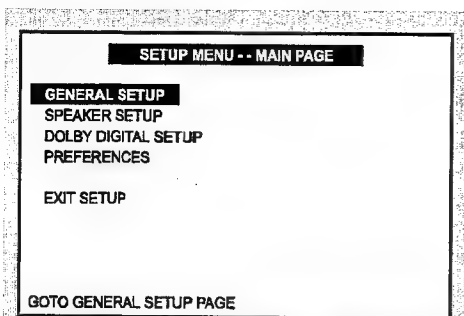 SETUP MENU - - MAIN PAGE
GENERAL SETUP
SPEAKER SETUP
DOLBY DIGITAL SETUP
PREFERENCES
EXIT SETUP
GOTO GENERAL SETUP PAGE